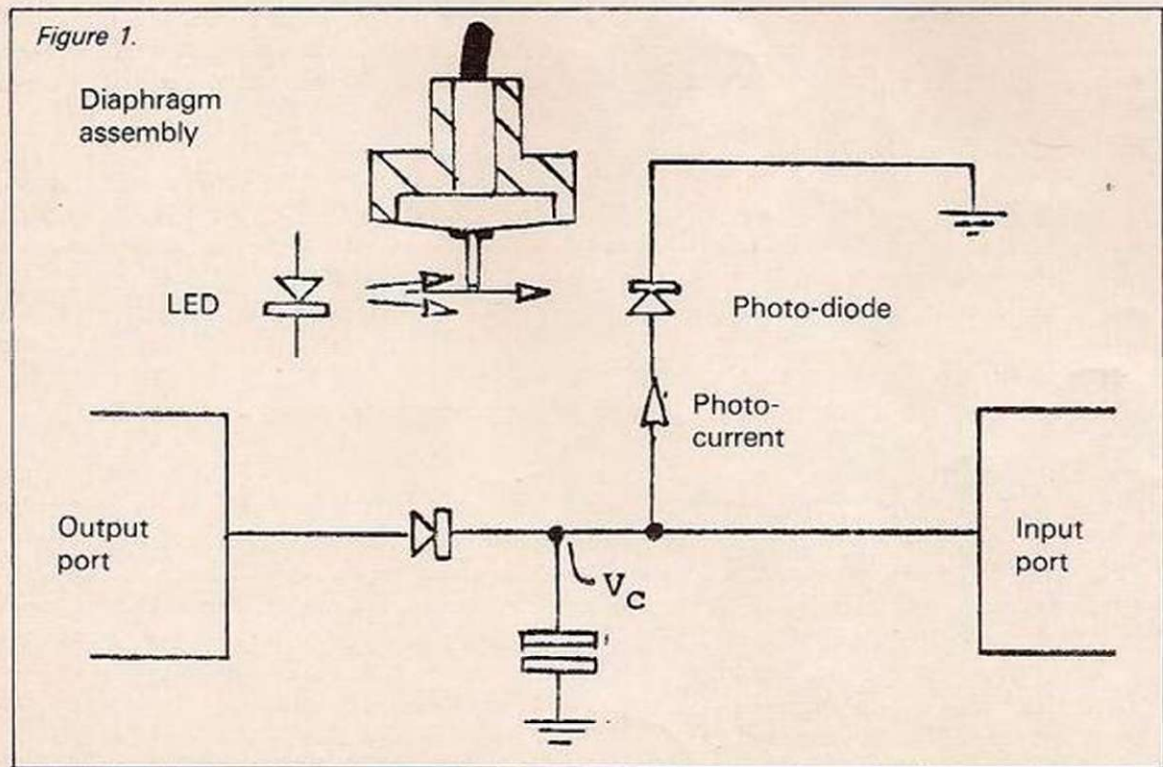 Figure 1.
Diaphragm
assembly
LED
Photo-diode
Photo-
current
Output
port
Input
port
VC